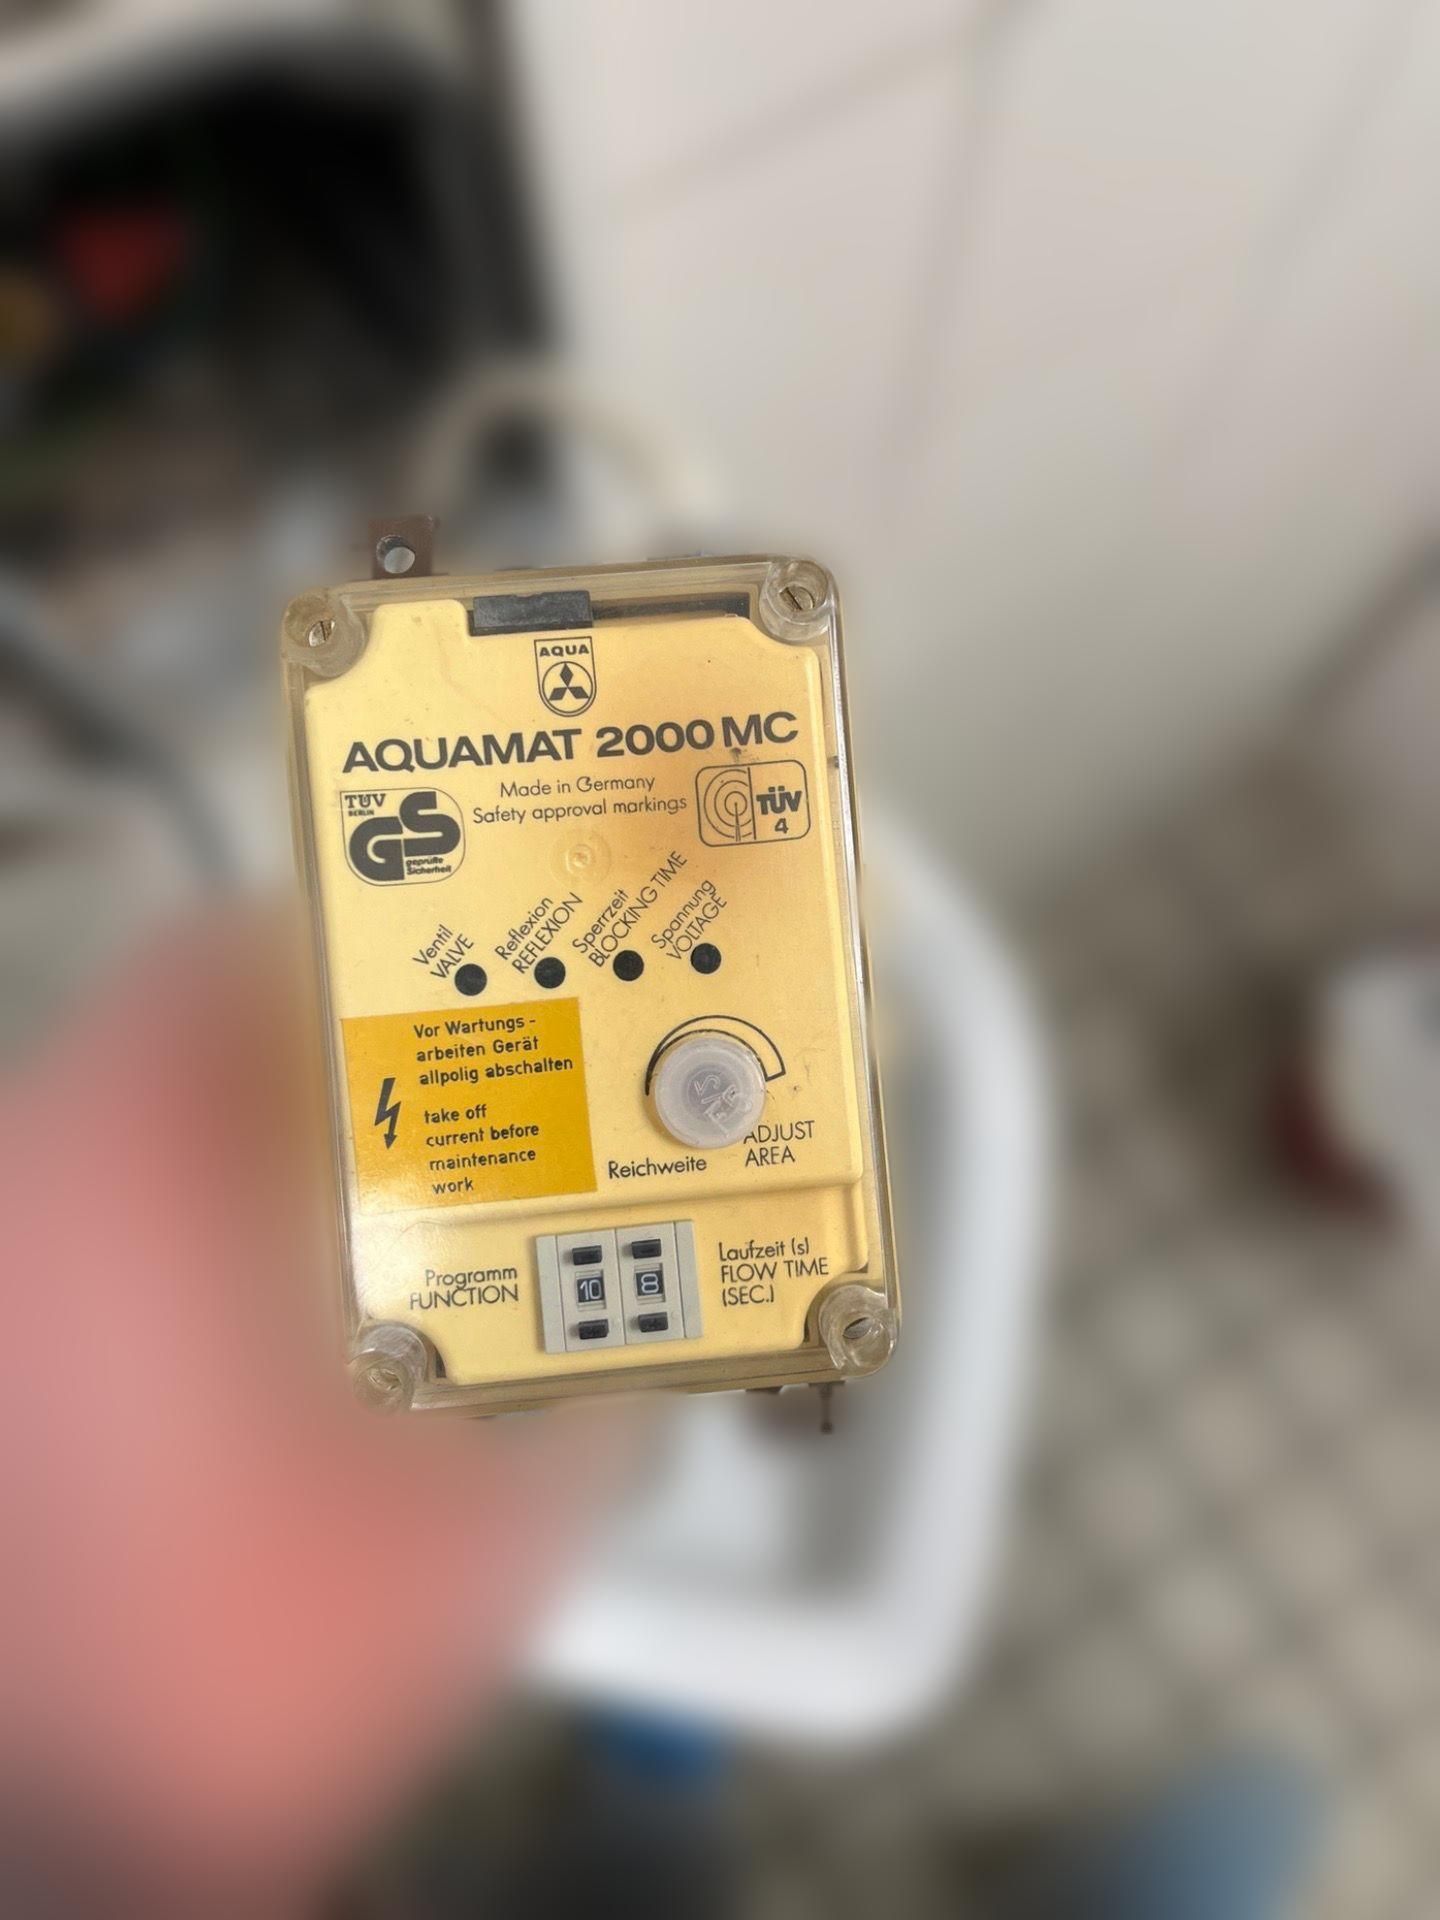 AQUA
AQUAMAT 2000 MC
Made in Germany
Safety approval markings
TÜV
BERLIN
GS
geprüfte
Sicherheit
TÜV
4
Ventil
VALVE
Reflexion
REFLEXION
Sperrzeit
BLOCKING TIME
Spannung
VOLTAGE
Vor Wartungs-
arbeiten Gerät
allpolig abschalten
take off
current before
maintenance
work
Reichweite
ADJUST
AREA
Programm
FUNCTION
10
8
Laufzeit (s)
FLOW TIME
(SEC.)